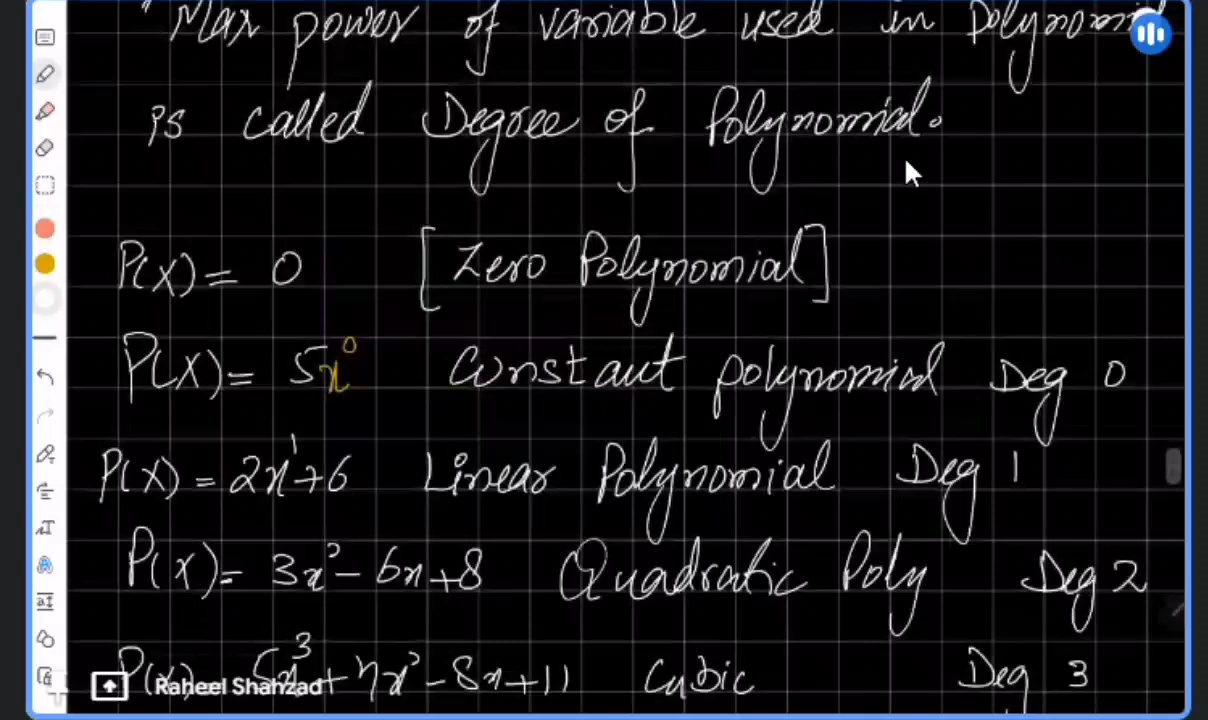 "Max power of variable used in polynomial
is called Degree of Polynomial.
P(x) = 0 [Zero Polynomial]
P(x) = 5x⁰ Constant polynomial Deg 0
P(x) = 2x¹+6 Linear Polynomial Deg 1
P(x) = 3x² - 6x + 8 Quadratic Poly Deg 2
P(x) 5x³ + 7x² - 8x + 11 Cubic Deg 3
Raheel Shahzad